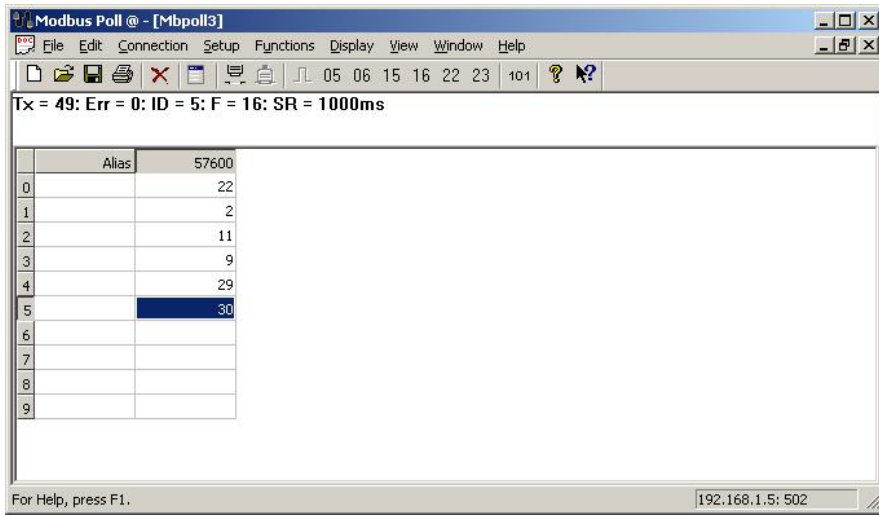 Modbus Poll @ - [Mbpoll3]
File Edit Connection Setup Functions Display View Window Help
05 06 15 16 22 23 101
Tx = 49: Err = 0: ID = 5: F = 16: SR = 1000ms
Alias 57600
0 22
1 2
2 11
3 9
4 29
5 30
6
7
8
9
For Help, press F1. 192.168.1.5: 502